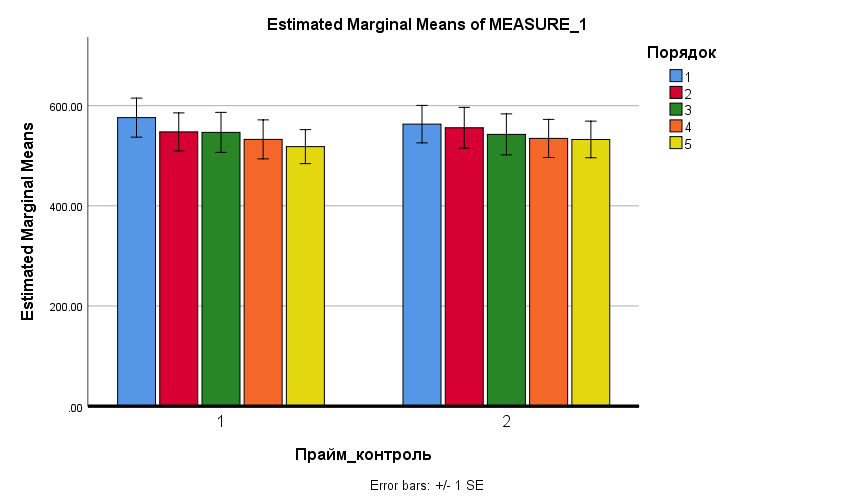 Estimated Marginal Means of MEASURE_1
Порядок
1
2
3
4
5
Estimated Marginal Means
600.00
400.00
200.00
.00
1
2
Прайм_контроль
Error bars: +/- 1 SE